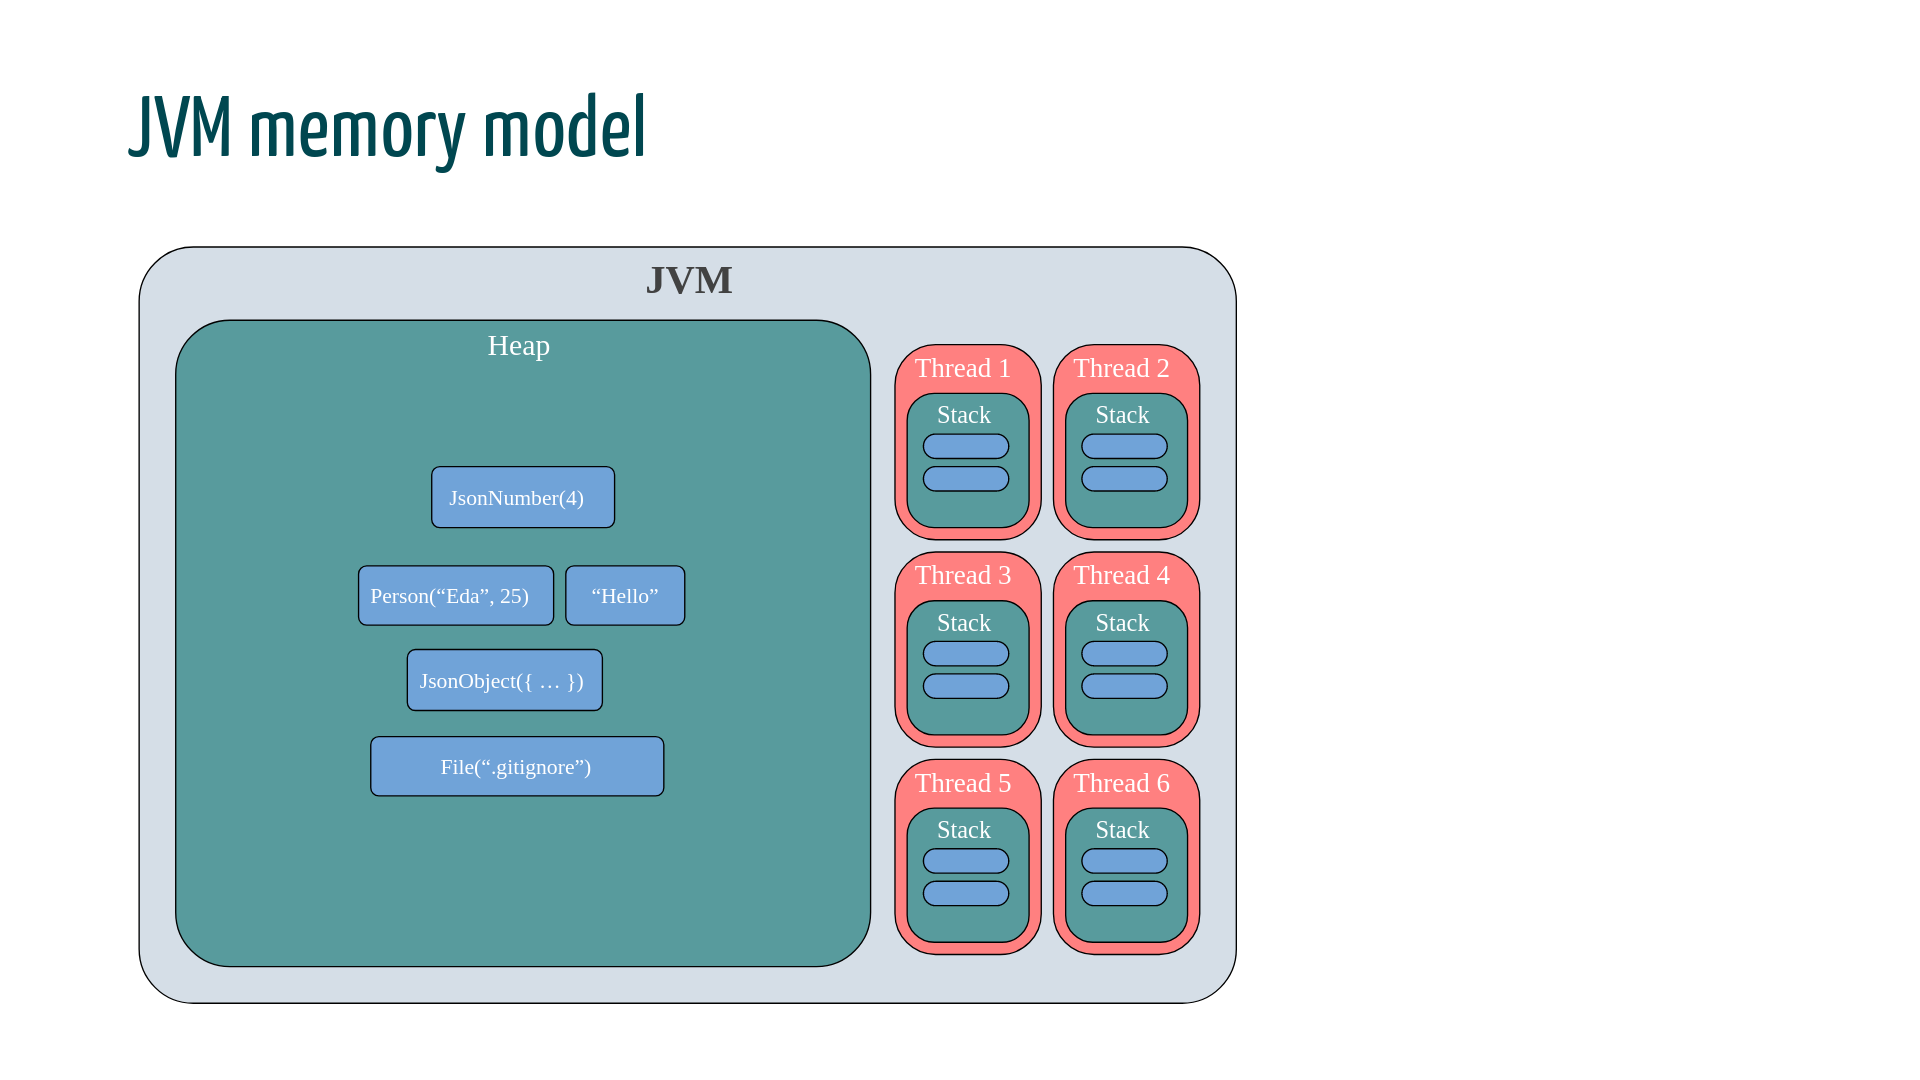 JVM memory model
JVM
Heap
JsonNumber(4)
Person(“Eda”, 25)
“Hello”
JsonObject({ … })
File(“.gitignore”)
Thread 1
Stack
Thread 2
Stack
Thread 3
Stack
Thread 4
Stack
Thread 5
Stack
Thread 6
Stack